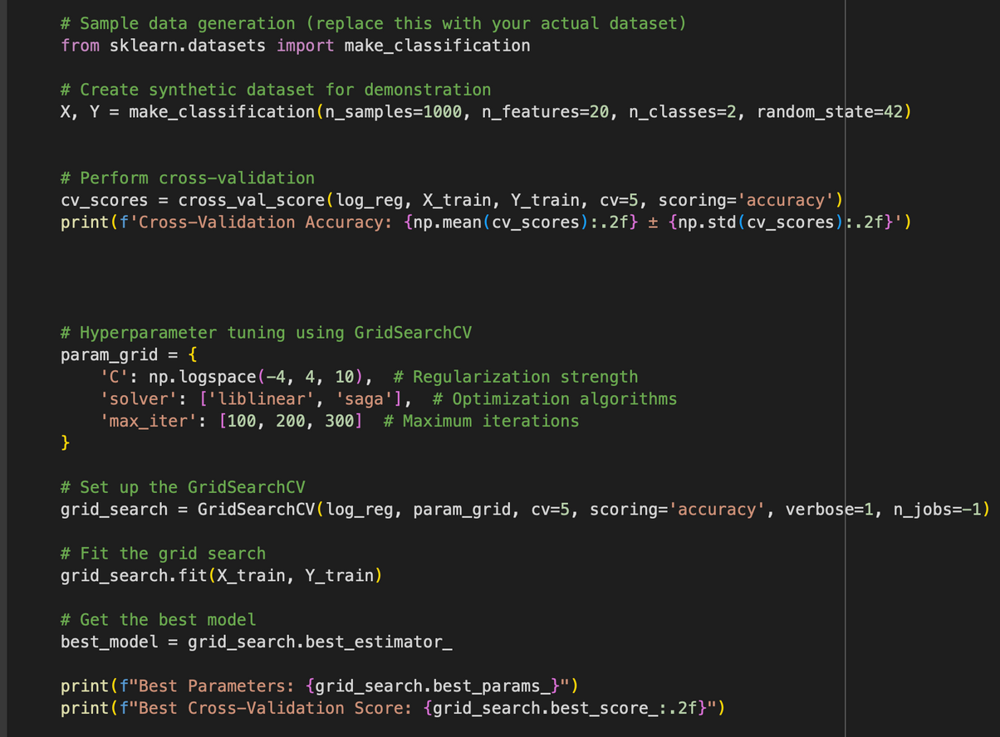 # Sample data generation (replace this with your actual dataset)
from sklearn.datasets import make_classification
# Create synthetic dataset for demonstration
X, Y = make_classification(n_samples=1000, n_features=20, n_classes=2, random_state=42)
# Perform cross-validation
cv_scores = cross_val_score(log_reg, X_train, Y_train, cv=5, scoring='accuracy')
print(f'Cross-Validation Accuracy: {np.mean(cv_scores):.2f} ± {np.std(cv_scores):.2f}')
# Hyperparameter tuning using GridSearchCV
param_grid = {
    'C': np.logspace(-4, 4, 10),  # Regularization strength
    'solver': ['liblinear', 'saga'],  # Optimization algorithms
    'max_iter': [100, 200, 300]  # Maximum iterations
}
# Set up the GridSearchCV
grid_search = GridSearchCV(log_reg, param_grid, cv=5, scoring='accuracy', verbose=1, n_jobs=-1)
# Fit the grid search
grid_search.fit(X_train, Y_train)
# Get the best model
best_model = grid_search.best_estimator_
print(f"Best Parameters: {grid_search.best_params_}")
print(f"Best Cross-Validation Score: {grid_search.best_score_:.2f}")